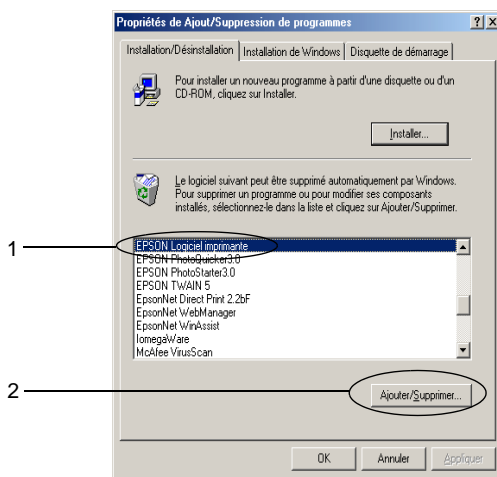 Propriétés de Ajout/Suppression de programmes
Installation/Désinstallation
Installation de Windows
Disquette de démarrage
Pour installer un nouveau programme à partir d'une disquette ou d'un
CD-ROM, cliquez sur Installer.
Installer...
Le logiciel suivant peut être supprimé automatiquement par Windows.
Pour supprimer un programme ou pour modifier ses composants
installés, sélectionnez-le dans la liste et cliquez sur Ajouter/Supprimer.
1
EPSON Logiciel imprimante
EPSON PhotoQuicker3.0
EPSON PhotoStarter3.0
EPSON TWAIN 5
EpsonNet Direct Print 2.2bF
EpsonNet WebManager
EpsonNet WinAssist
IomegaWare
McAfee VirusScan
2
Ajouter/Supprimer...
OK
Annuler
Appliquer